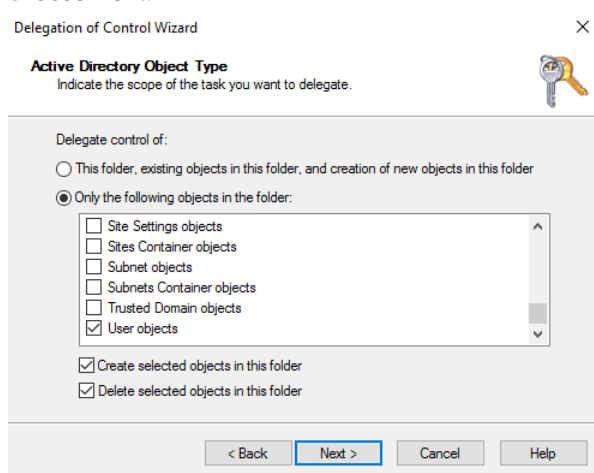 Delegation of Control Wizard
Active Directory Object Type
Indicate the scope of the task you want to delegate.
Delegate control of:
This folder, existing objects in this folder, and creation of new objects in this folder
Only the following objects in the folder:
Site Settings objects
Sites Container objects
Subnet objects
Subnets Container objects
Trusted Domain objects
User objects
Create selected objects in this folder
Delete selected objects in this folder
< Back Next > Cancel Help